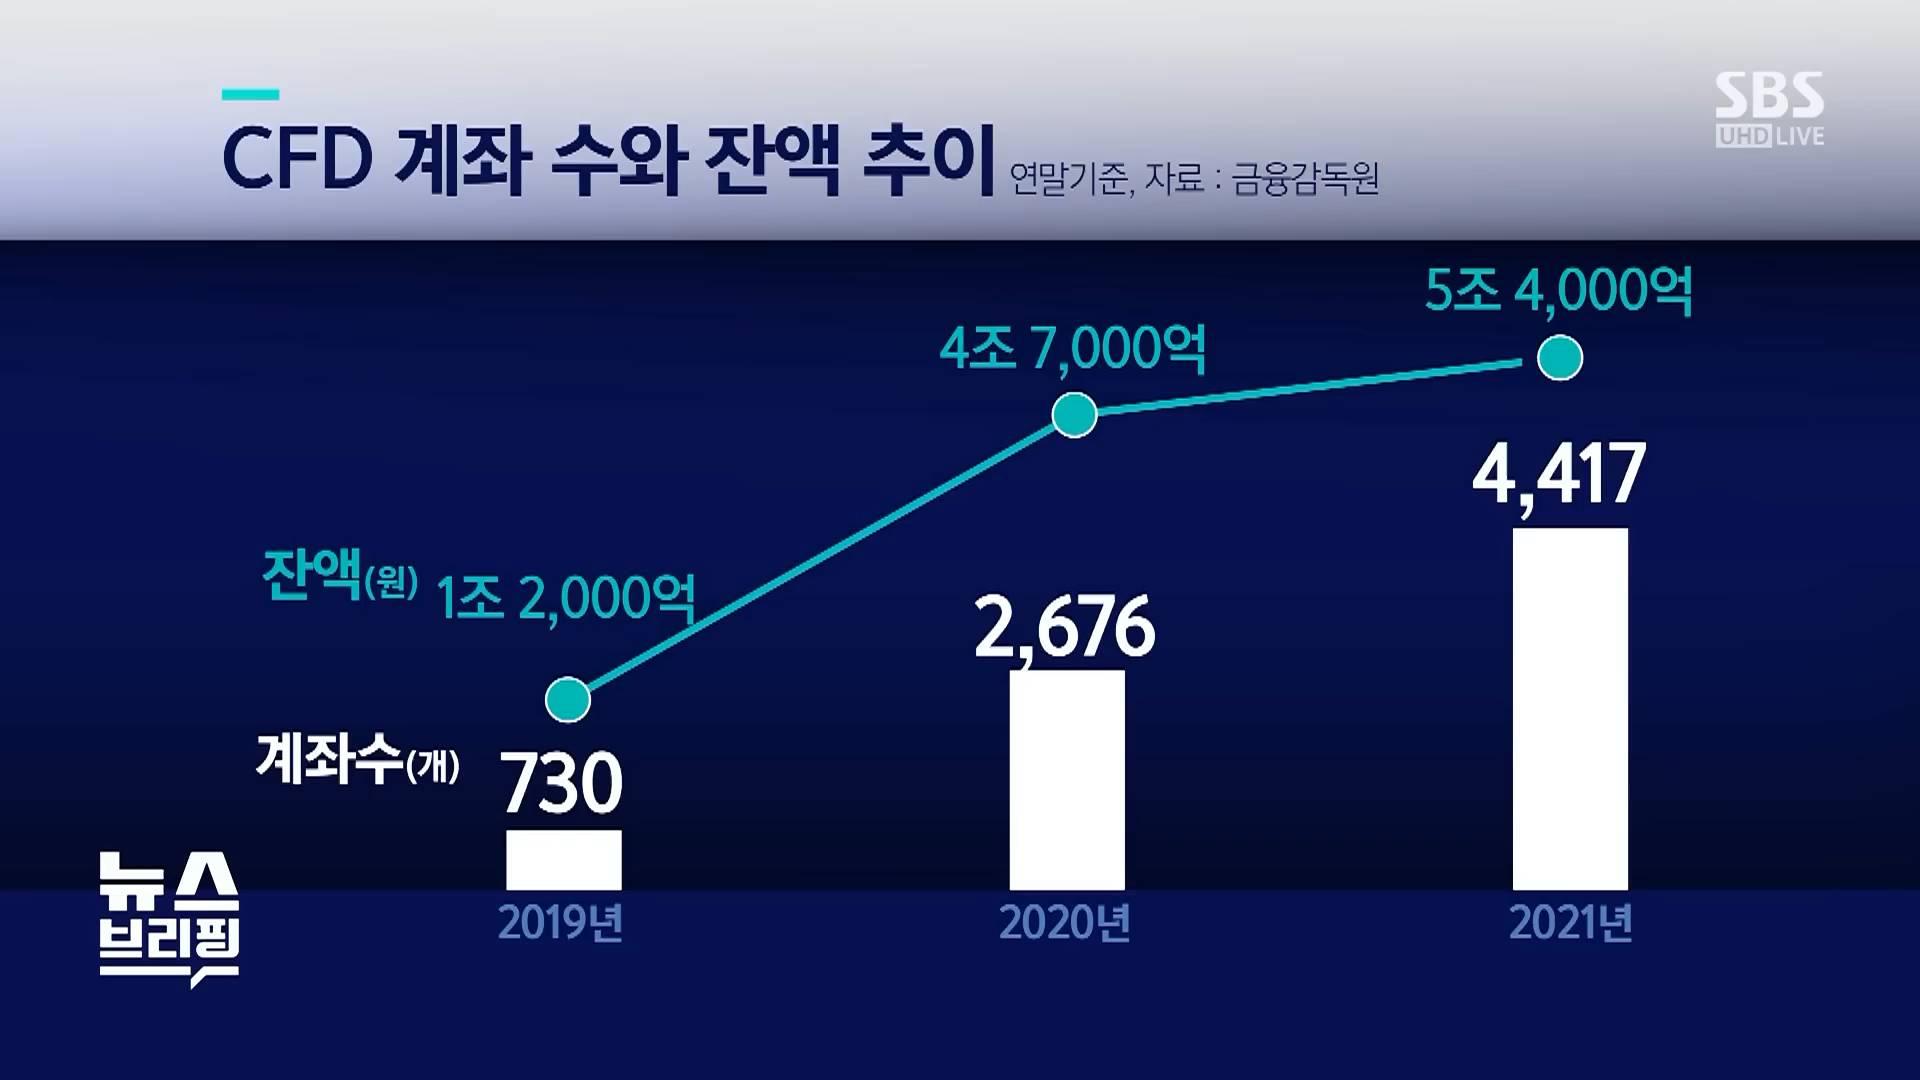 SBS
UHD LIVE
CFD 계좌 수와 잔액 추이 연말기준, 자료 : 금융감독원
5조 4,000억
4조 7,000억
4,417
잔액(원) 1조 2,000억
2,676
계좌수(개) 730
2019년 2020년 2021년
뉴스
브리핑